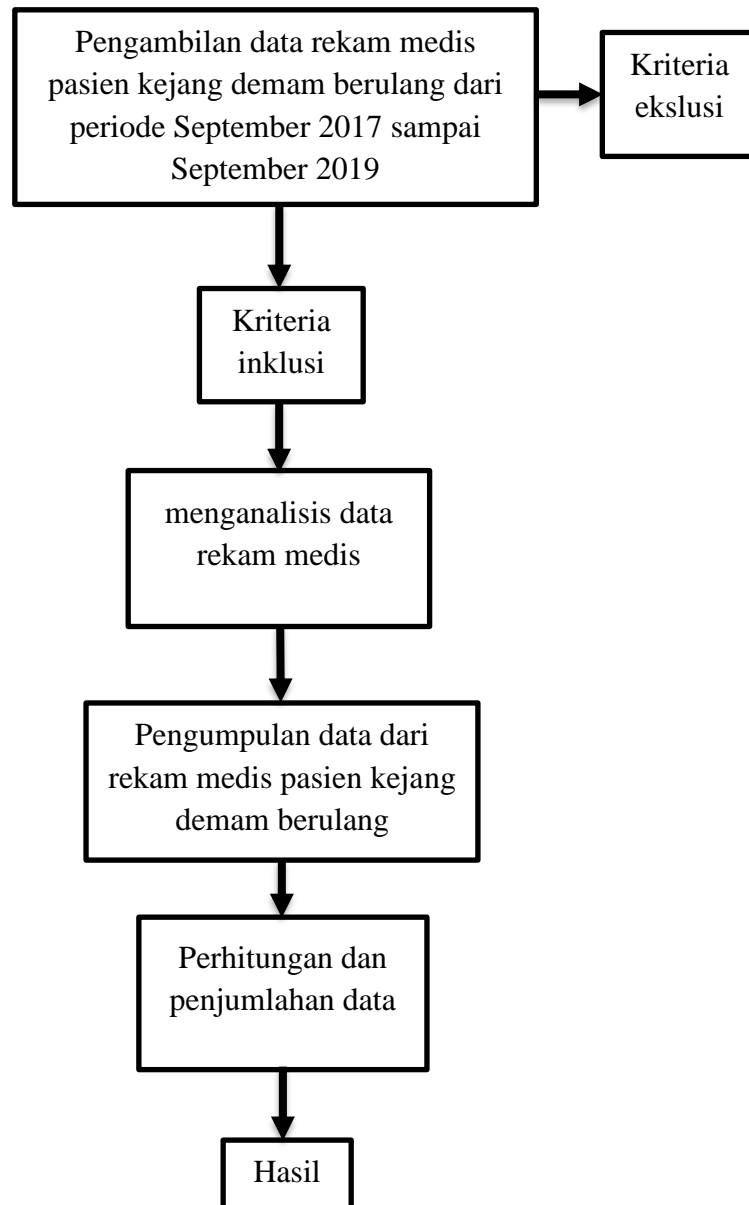 Pengambilan data rekam medis
pasien kejang demam berulang dari
periode September 2017 sampai
September 2019
Kriteria
ekslusi
Kriteria
inklusi
menganalisis data
rekam medis
Pengumpulan data dari
rekam medis pasien kejang
demam berulang
Perhitungan dan
penjumlahan data
Hasil